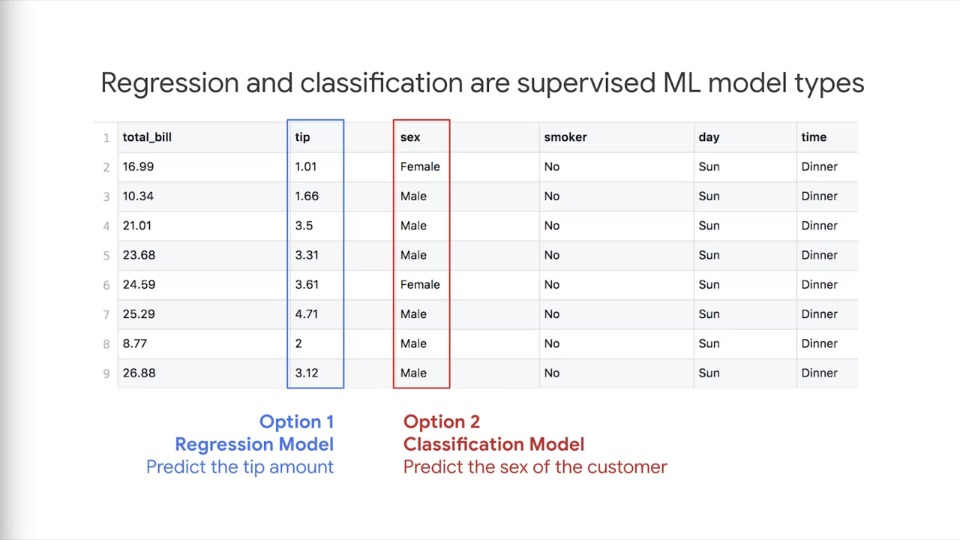 Regression and classification are supervised ML model types
1 total_bill tip sex smoker day time
2 16.99 1.01 Female No Sun Dinner
3 10.34 1.66 Male No Sun Dinner
4 21.01 3.5 Male No Sun Dinner
5 23.68 3.31 Male No Sun Dinner
6 24.59 3.61 Female No Sun Dinner
7 25.29 4.71 Male No Sun Dinner
8 8.77 2 Male No Sun Dinner
9 26.88 3.12 Male No Sun Dinner
Option 1
Regression Model
Predict the tip amount
Option 2
Classification Model
Predict the sex of the customer